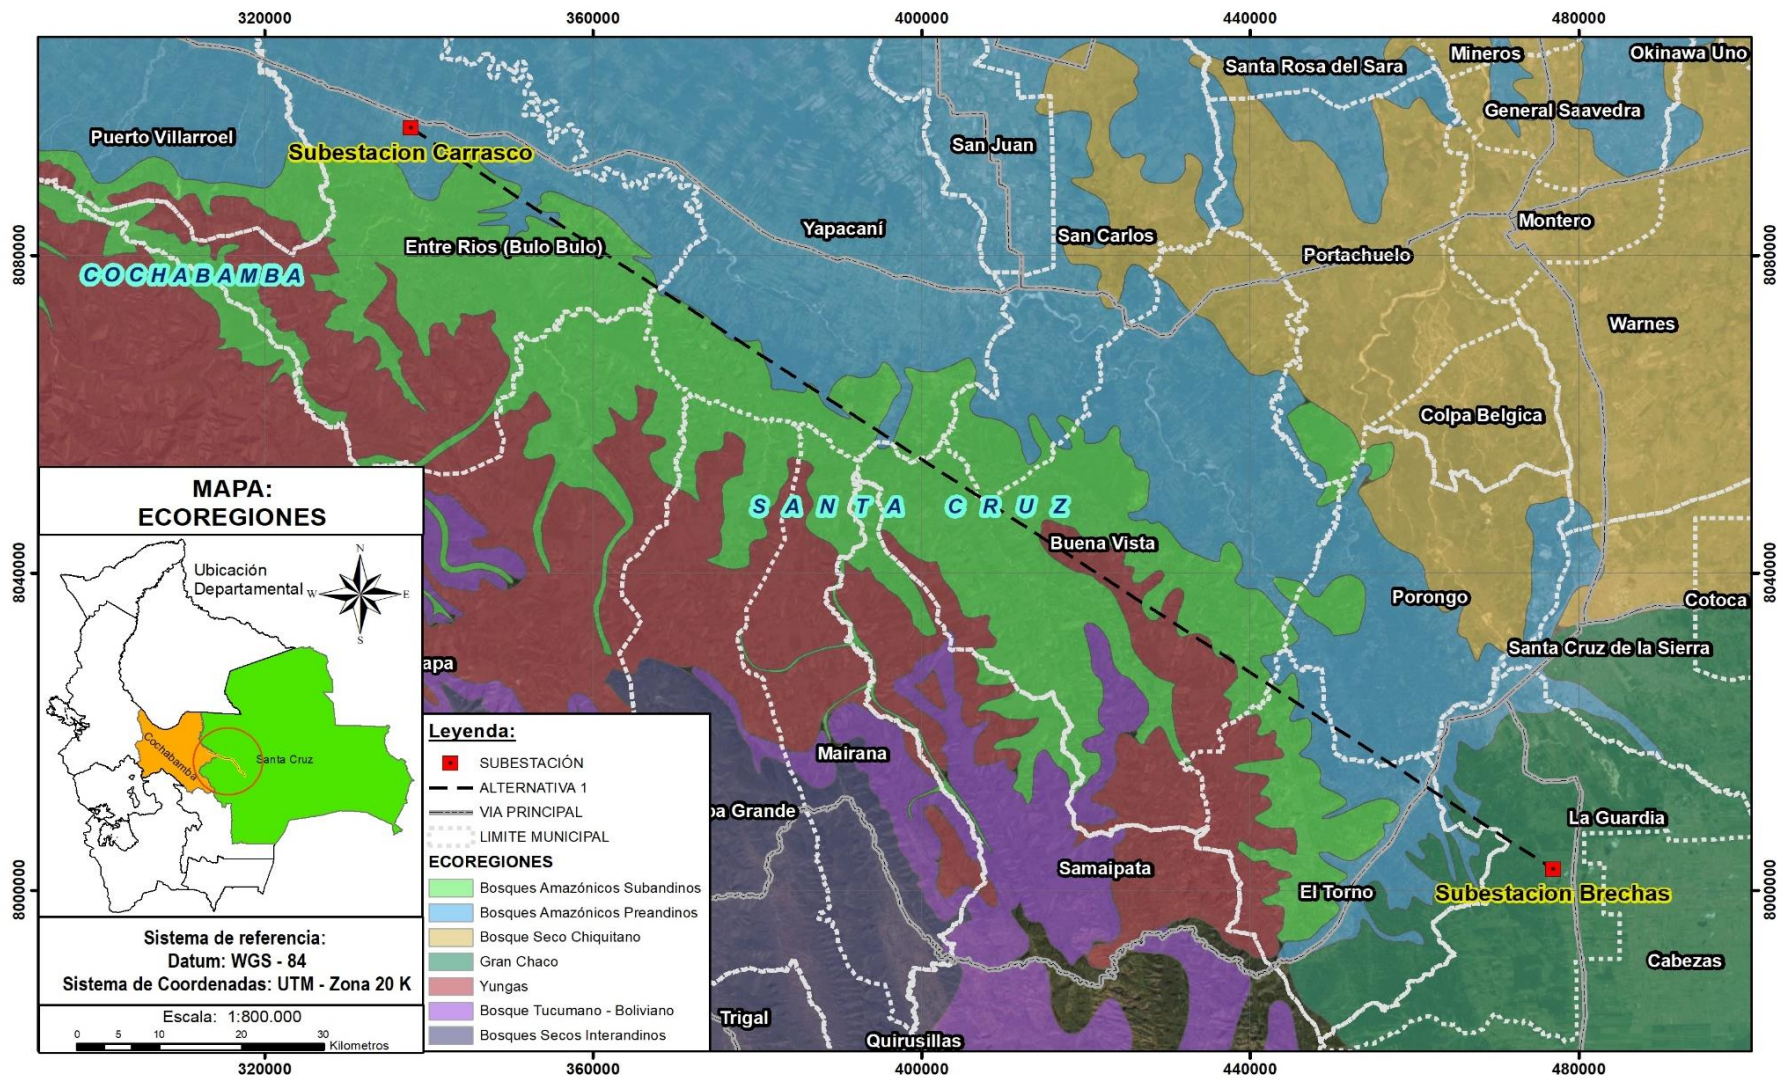 320000
360000
400000
440000
480000
Mineros
Okinawa Uno
Santa Rosa del Sara
General Saavedra
Puerto Villarroel
San Juan
Subestacion Carrasco
Montero
Yapacaní
San Carlos
Entre Rios (Bulo Bulo)
Portachuelo
8080000
8080000
COCHABAMBA
Warnes
Colpa Belgica
MAPA:
ECOREGIONES
SANTA CRUZ
Buena Vista
8040000
8040000
Ubicación
Departamental
N
W
E
S
Porongo
Cotoca
Santa Cruz de la Sierra
apa
Cochabamba
Santa Cruz
Mairana
Leyenda:
SUBESTACIÓN
ALTERNATIVA 1
VIA PRINCIPAL
LIMITE MUNICIPAL
ECOREGIONES
Bosques Amazónicos Subandinos
Bosques Amazónicos Preandinos
Bosque Seco Chiquitano
Gran Chaco
Yungas
Bosque Tucumano - Boliviano
Bosques Secos Interandinos
pa Grande
La Guardia
Samaipata
El Torno
Subestacion Brechas
8000000
8000000
Cabezas
Trigal
Quirusillas
Sistema de referencia:
Datum: WGS - 84
Sistema de Coordenadas: UTM - Zona 20 K
Escala: 1:800.000
0 5 10 20 30
Kilometros
320000
360000
400000
440000
480000